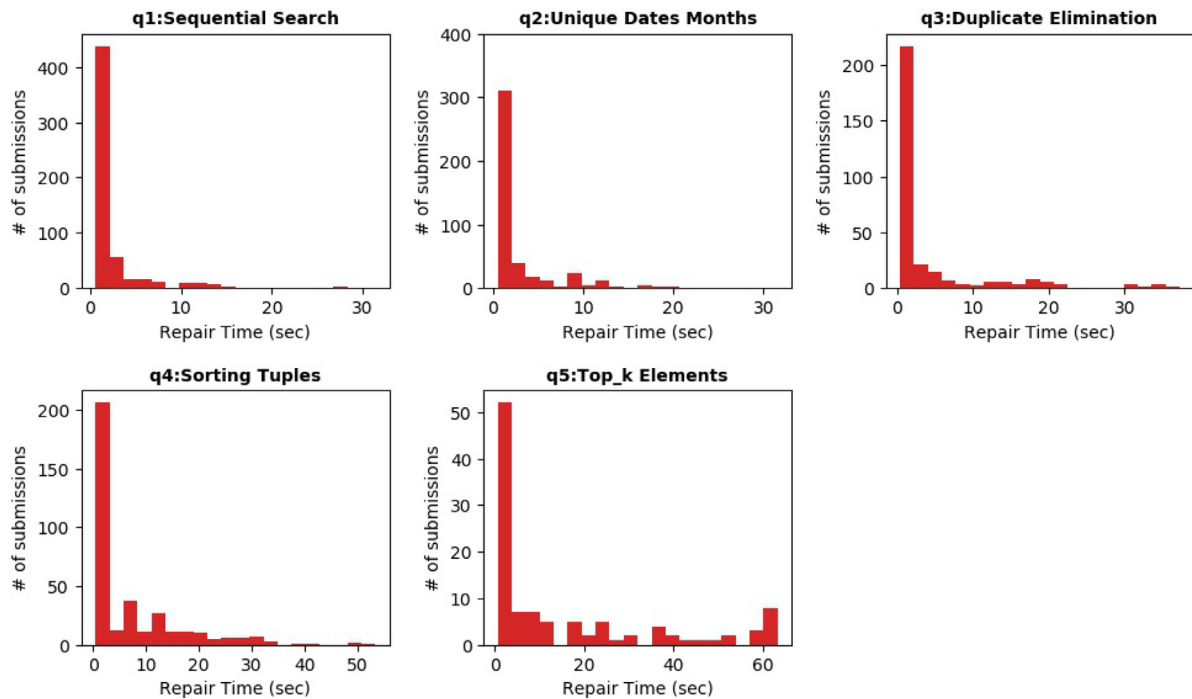 q1:Sequential Search
400
300
200
100
0
# of submissions
0 10 20 30
Repair Time (sec)
q2:Unique Dates Months
400
300
200
100
0
# of submissions
0 10 20 30
Repair Time (sec)
q3:Duplicate Elimination
200
150
100
50
0
# of submissions
0 10 20 30
Repair Time (sec)
q4:Sorting Tuples
200
150
100
50
0
# of submissions
0 10 20 30 40 50
Repair Time (sec)
q5:Top_k Elements
50
40
30
20
10
0
# of submissions
0 20 40 60
Repair Time (sec)